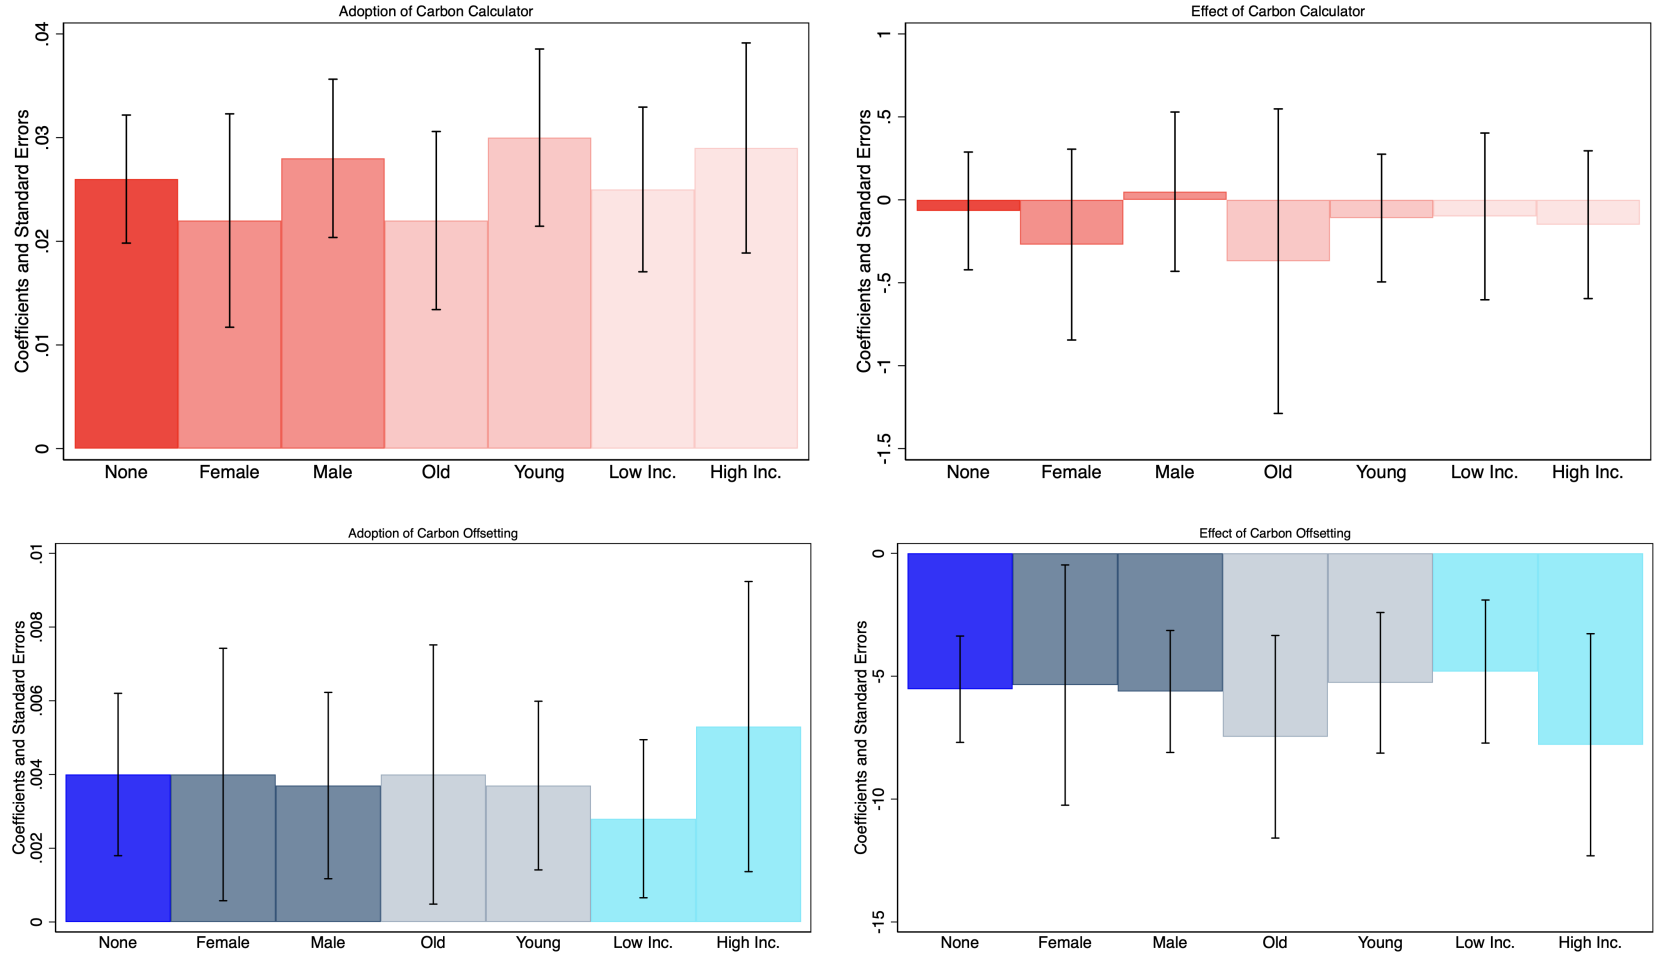 Adoption of Carbon Calculator
Coefficients and Standard Errors
.04
.03
.02
.01
0
None Female Male Old Young Low Inc. High Inc.
Effect of Carbon Calculator
Coefficients and Standard Errors
1
.5
0
-.5
-1
-1.5
None Female Male Old Young Low Inc. High Inc.
Adoption of Carbon Offsetting
Coefficients and Standard Errors
.01
.008
.006
.004
.002
0
None Female Male Old Young Low Inc. High Inc.
Effect of Carbon Offsetting
Coefficients and Standard Errors
0
-5
-10
-15
None Female Male Old Young Low Inc. High Inc.